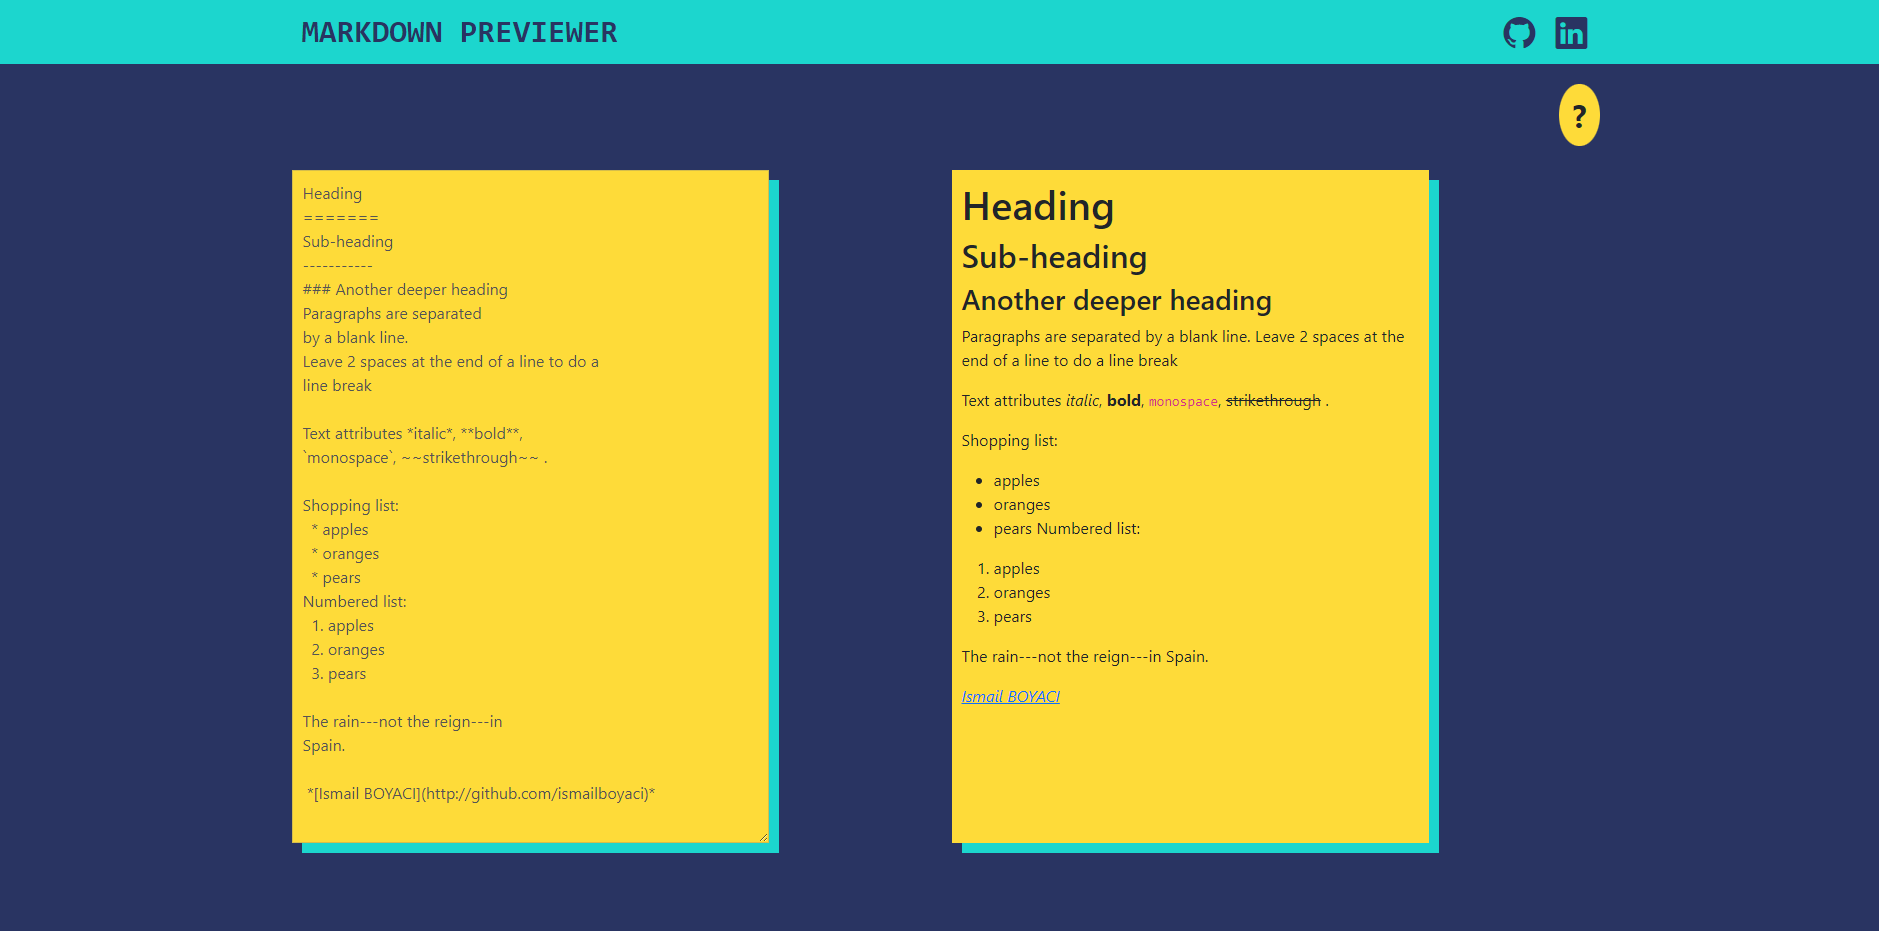 MARKDOWN PREVIEWER
in
?
Heading
=======
Sub-heading
-----------
### Another deeper heading
Paragraphs are separated
by a blank line.
Leave 2 spaces at the end of a line to do a
line break
Text attributes *italic*, **bold**,
`monospace`, ~~strikethrough~~ .
Shopping list:
* apples
* oranges
* pears
Numbered list:
1. apples
2. oranges
3. pears
The rain---not the reign---in
Spain.
*[Ismail BOYACI](http://github.com/ismailboyaci)*
Heading
Sub-heading
Another deeper heading
Paragraphs are separated by a blank line. Leave 2 spaces at the
end of a line to do a line break
Text attributes italic, bold, monospace, strikethrough .
Shopping list:
• apples
• oranges
• pears Numbered list:
1. apples
2. oranges
3. pears
The rain---not the reign---in Spain.
Ismail BOYACI